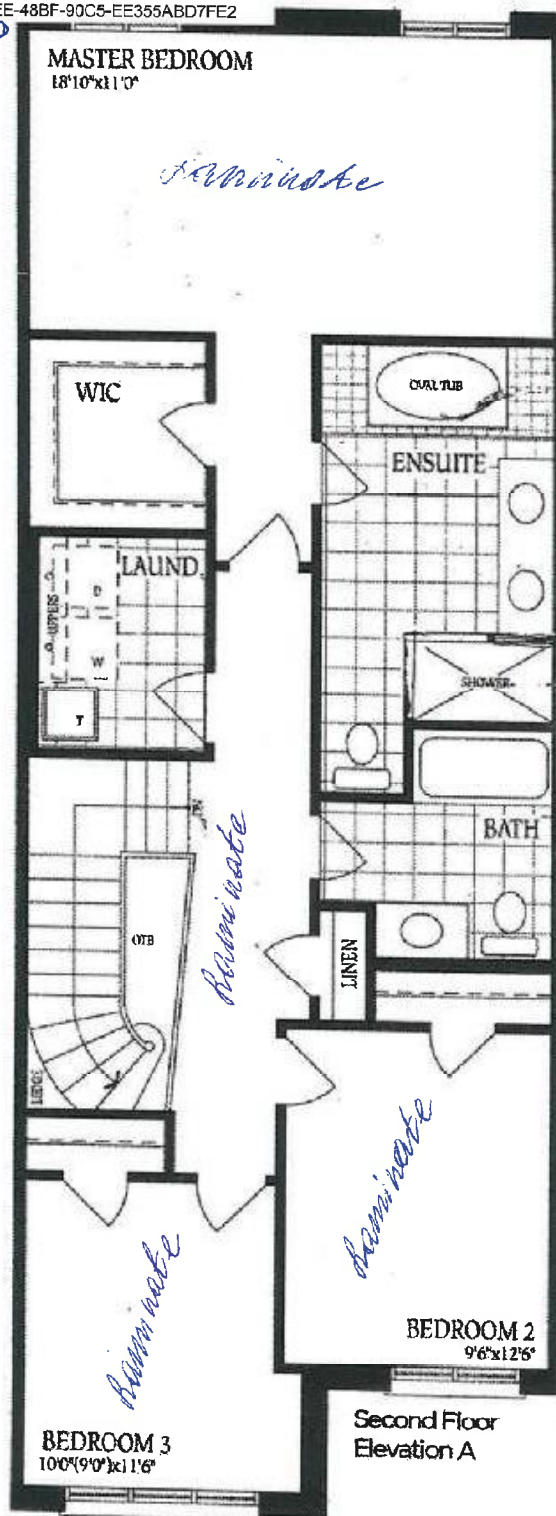 EE-48BF-90C5-EE355ABD7FE2
MASTER BEDROOM
18'10"x11'0"
Laminate
WIC
OVAL TUB
ENSUITE
LAUND.
UPPERS
D
W
T
SHOWER
BATH
Laminate
OTB
LINEN
Laminate
BEDROOM 2
9'6"x12'6"
Laminate
BEDROOM 3
10'0"(9'0")x11'6"
Second Floor
Elevation A